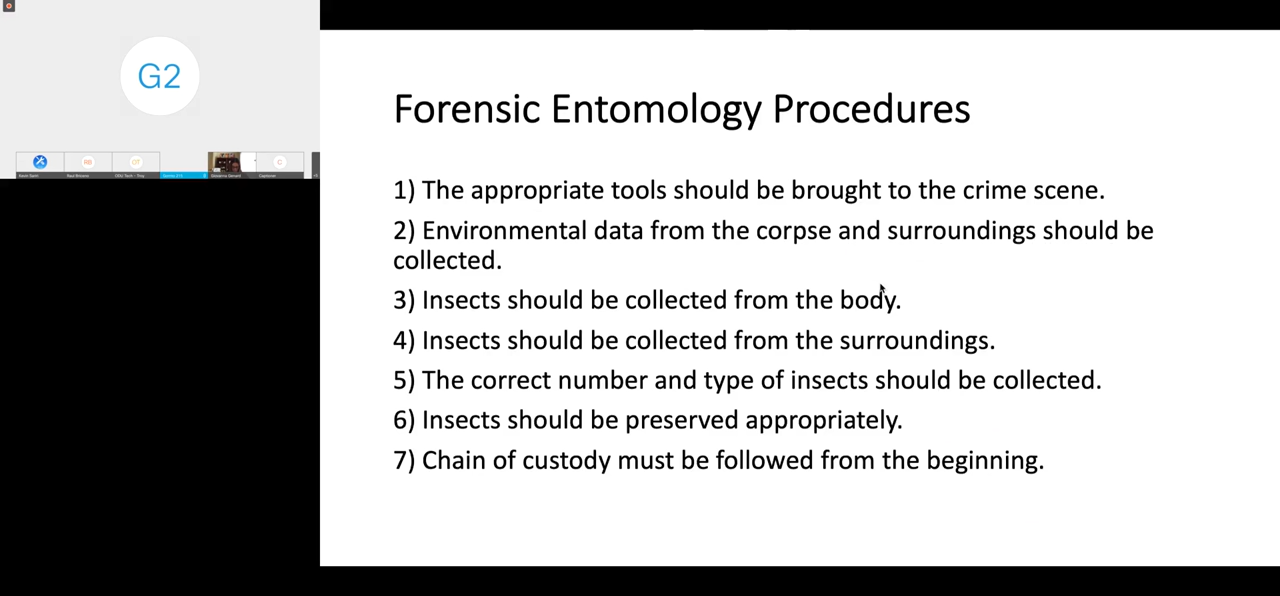 G2
RB
OT
C
Forensic Entomology Procedures
1) The appropriate tools should be brought to the crime scene.
2) Environmental data from the corpse and surroundings should be
collected.
3) Insects should be collected from the body.
4) Insects should be collected from the surroundings.
5) The correct number and type of insects should be collected.
6) Insects should be preserved appropriately.
7) Chain of custody must be followed from the beginning.